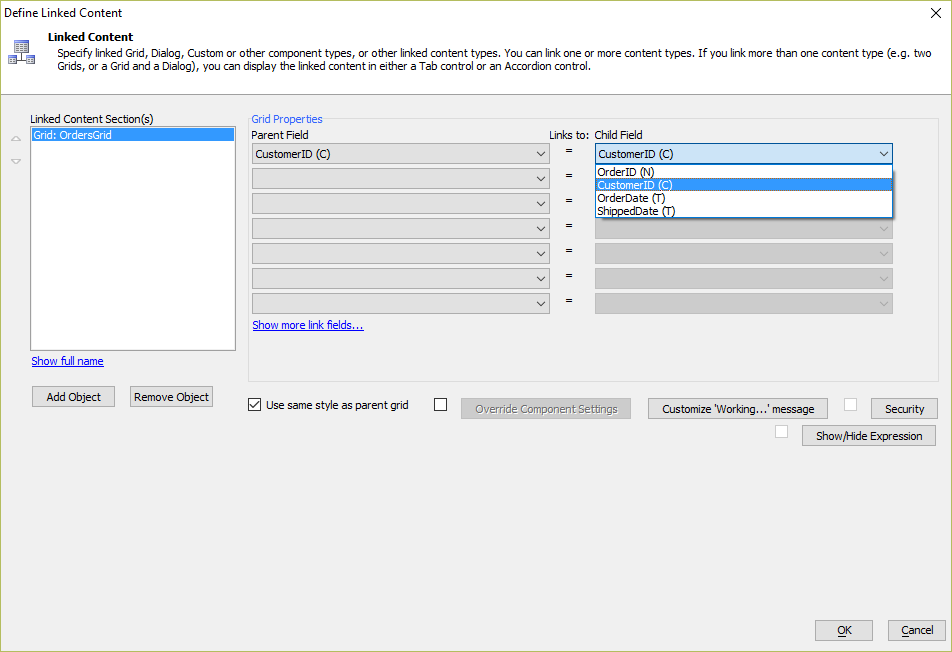 Define Linked Content
Linked Content
Specify linked Grid, Dialog, Custom or other component types, or other linked content types. You can link one or more content types. If you link more than one content type (e.g. two
Grids, or a Grid and a Dialog), you can display the linked content in either a Tab control or an Accordion control.
Linked Content Section(s)
Grid: OrdersGrid
Grid Properties
Parent Field
Links to:
Child Field
CustomerID (C)
=
CustomerID (C)
=
OrderID (N)
CustomerID (C)
=
OrderDate (T)
ShippedDate (T)
=
=
=
=
Show more link fields...
Show full name
Add Object
Remove Object
Use same style as parent grid
Override Component Settings
Customize 'Working...' message
Security
Show/Hide Expression
OK
Cancel